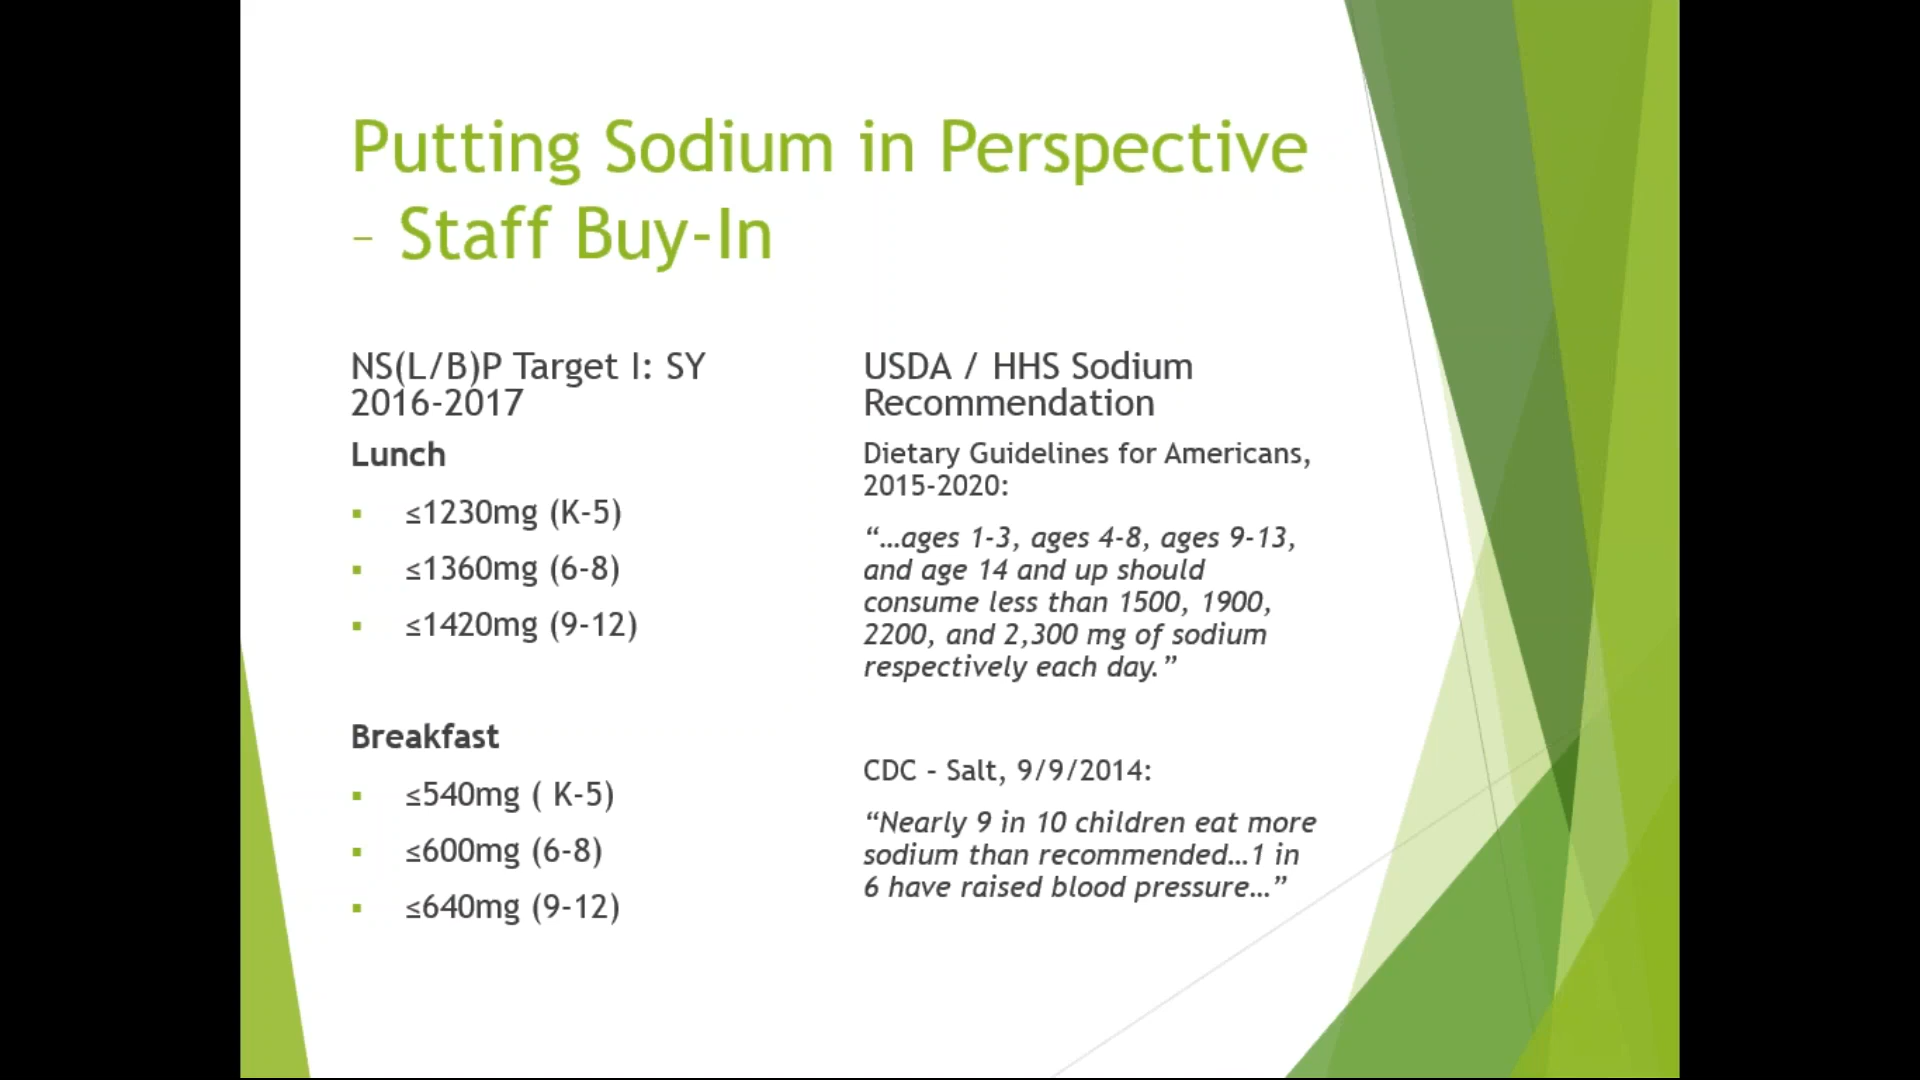 Putting Sodium in Perspective
– Staff Buy-In
NS(L/B)P Target I: SY
2016-2017
Lunch
▪ ≤1230mg (K-5)
▪ ≤1360mg (6-8)
▪ ≤1420mg (9-12)
Breakfast
▪ ≤540mg ( K-5)
▪ ≤600mg (6-8)
▪ ≤640mg (9-12)
USDA / HHS Sodium
Recommendation
Dietary Guidelines for Americans,
2015-2020:
“…ages 1-3, ages 4-8, ages 9-13,
and age 14 and up should
consume less than 1500, 1900,
2200, and 2,300 mg of sodium
respectively each day.”
CDC – Salt, 9/9/2014:
“Nearly 9 in 10 children eat more
sodium than recommended…1 in
6 have raised blood pressure…”